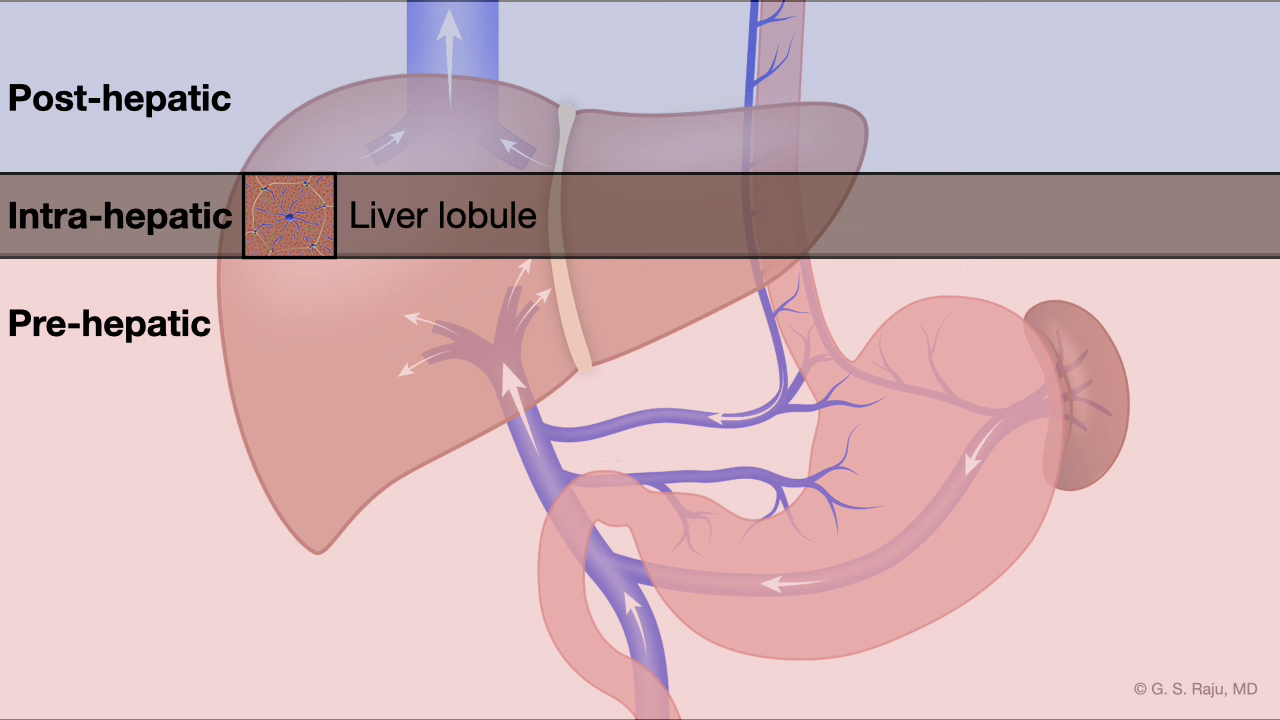 Post-hepatic
Intra-hepatic
Liver lobule
Pre-hepatic
© G. S. Raju, MD